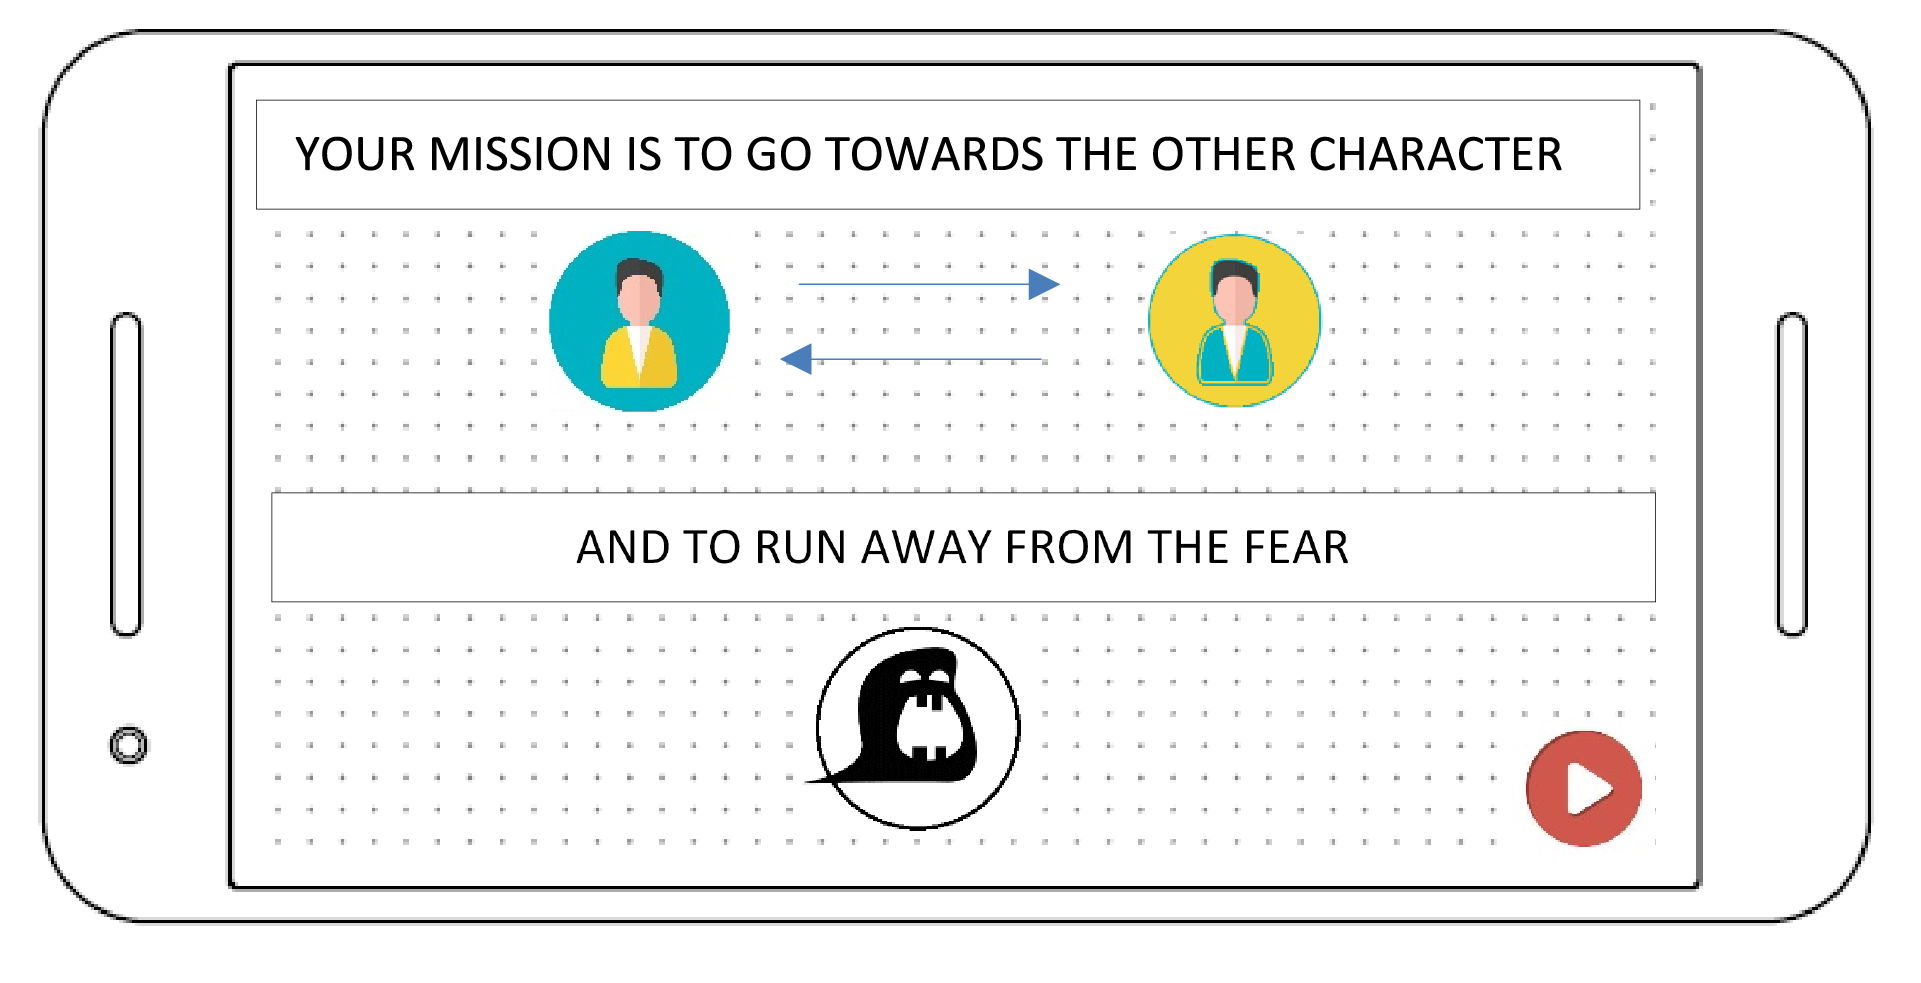 YOUR MISSION IS TO GO TOWARDS THE OTHER CHARACTER
AND TO RUN AWAY FROM THE FEAR